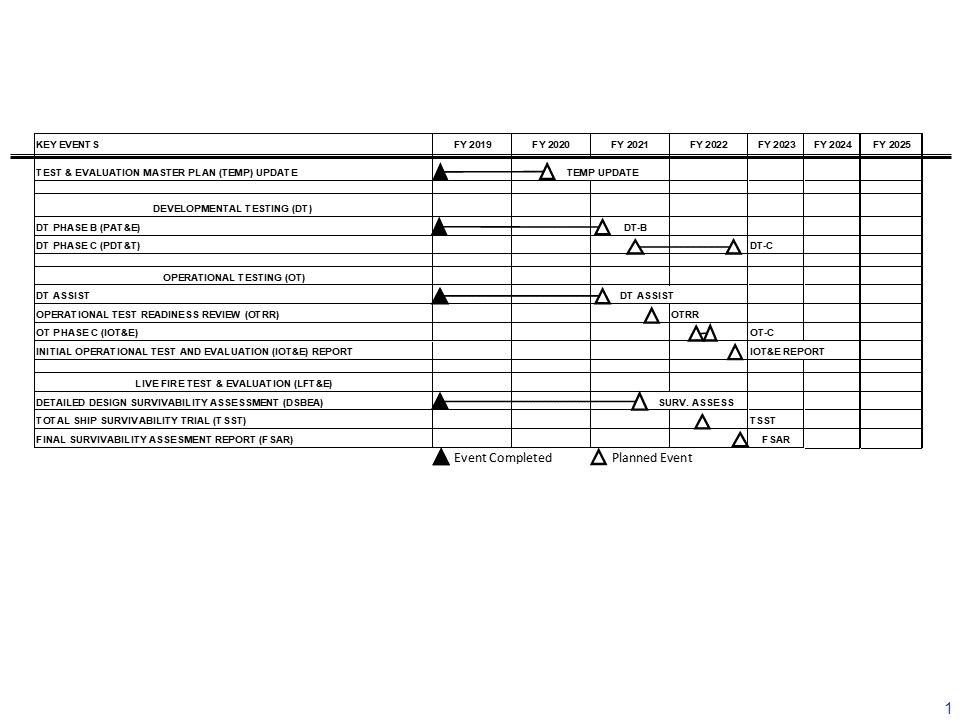 KEY EVENTS FY 2019 FY 2020 FY 2021 FY 2022 FY 2023 FY 2024 FY 2025
TEST & EVALUATION MASTER PLAN (TEMP) UPDATE TEMP UPDATE
DEVELOPMENTAL TESTING (DT)
DT PHASE B (PAT&E) DT-B
DT PHASE C (PDT&T) DT-C
OPERATIONAL TESTING (OT)
DT ASSIST DT ASSIST
OPERATIONAL TEST READINESS REVIEW (OTRR) OTRR
OT PHASE C (IOT&E) OT-C
INITIAL OPERATIONAL TEST AND EVALUATION (IOT&E) REPORT IOT&E REPORT
LIVE FIRE TEST & EVALUATION (LFT&E)
DETAILED DESIGN SURVIVABILITY ASSESSMENT (DSBEA) SURV. ASSESS
TOTAL SHIP SURVIVABILITY TRIAL (TSST) TSST
FINAL SURVIVABILITY ASSESMENT REPORT (FSAR) FSAR
Event Completed Planned Event
1